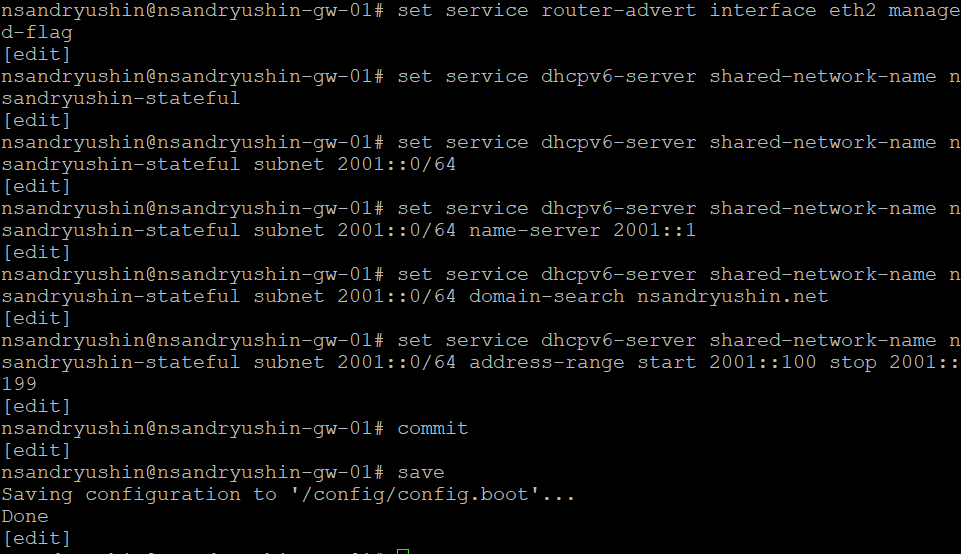 nsandryushin@nsandryushin-gw-01# set service router-advert interface eth2 manage
d-flag
[edit]
nsandryushin@nsandryushin-gw-01# set service dhcpv6-server shared-network-name n
sandryushin-stateful
[edit]
nsandryushin@nsandryushin-gw-01# set service dhcpv6-server shared-network-name n
sandryushin-stateful subnet 2001::0/64
[edit]
nsandryushin@nsandryushin-gw-01# set service dhcpv6-server shared-network-name n
sandryushin-stateful subnet 2001::0/64 name-server 2001::1
[edit]
nsandryushin@nsandryushin-gw-01# set service dhcpv6-server shared-network-name n
sandryushin-stateful subnet 2001::0/64 domain-search nsandryushin.net
[edit]
nsandryushin@nsandryushin-gw-01# set service dhcpv6-server shared-network-name n
sandryushin-stateful subnet 2001::0/64 address-range start 2001::100 stop 2001::
199
[edit]
nsandryushin@nsandryushin-gw-01# commit
[edit]
nsandryushin@nsandryushin-gw-01# save
Saving configuration to '/config/config.boot'...
Done
[edit]